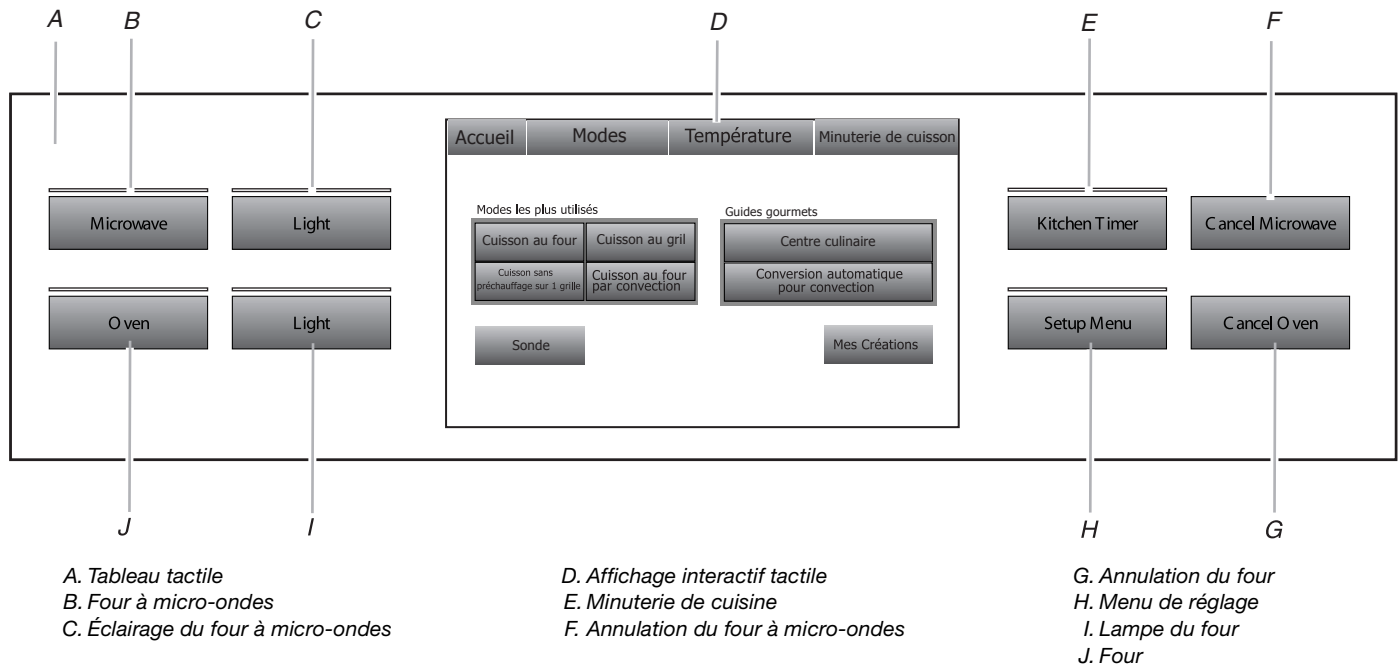 A B C D E F
Accueil Modes Température Minuterie de cuisson
Modes les plus utilisés
Guides gourmets
Microwave Light
Cuisson au four Cuisson au gril
Centre culinaire
Kitchen Timer Cancel Microwave
Cuisson sans
préchauffage sur 1 grille
Cuisson au four
par convection
Conversion automatique
pour convection
Oven Light
Sonde
Mes Créations
Setup Menu Cancel Oven
J I H G
A. Tableau tactile
B. Four à micro-ondes
C. Éclairage du four à micro-ondes
D. Affichage interactif tactile
E. Minuterie de cuisine
F. Annulation du four à micro-ondes
G. Annulation du four
H. Menu de réglage
I. Lampe du four
J. Four